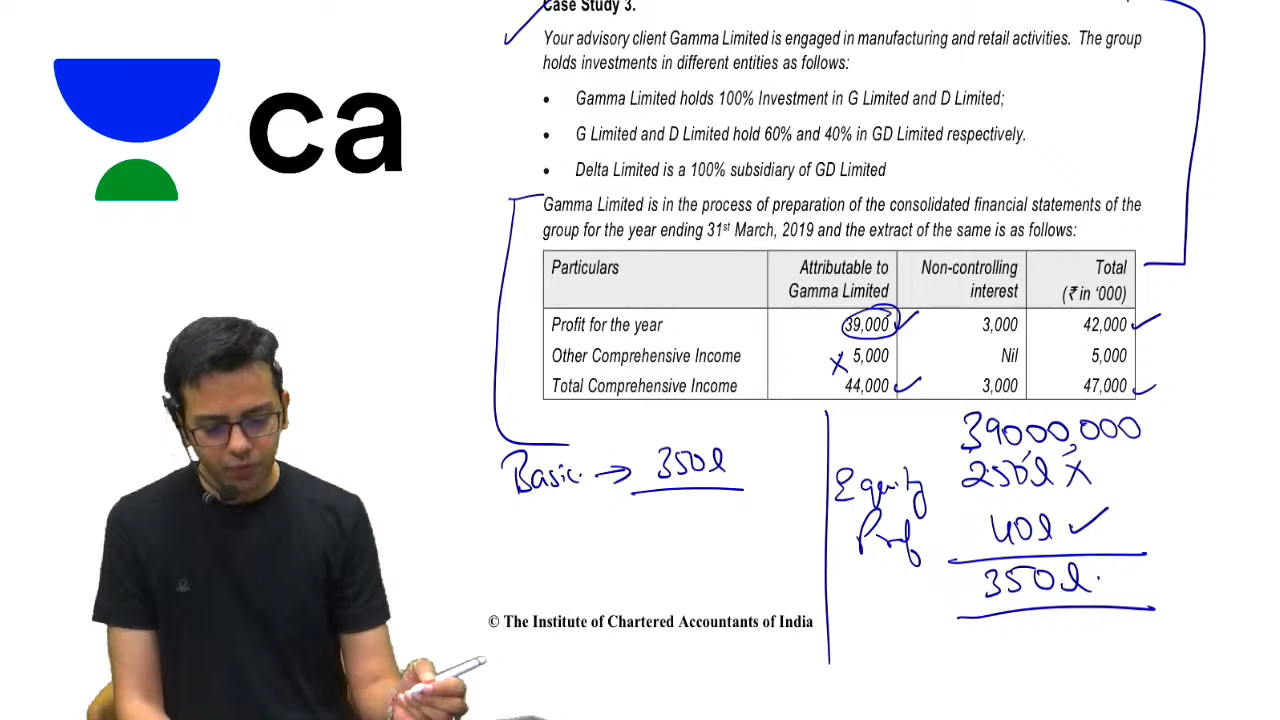 Case Study 3.
Your advisory client Gamma Limited is engaged in manufacturing and retail activities. The group
holds investments in different entities as follows:
• Gamma Limited holds 100% Investment in G Limited and D Limited;
• G Limited and D Limited hold 60% and 40% in GD Limited respectively.
• Delta Limited is a 100% subsidiary of GD Limited
Gamma Limited is in the process of preparation of the consolidated financial statements of the
group for the year ending 31st March, 2019 and the extract of the same is as follows:
Particulars Attributable to Gamma Limited Non-controlling interest Total (₹ in ‘000)
Profit for the year 39,000 3,000 42,000
Other Comprehensive Income 5,000 Nil 5,000
Total Comprehensive Income 44,000 3,000 47,000
Basic → 350l
39000,000
Equity 250l X
Pref 40l ✓
350l
© The Institute of Chartered Accountants of India
ca